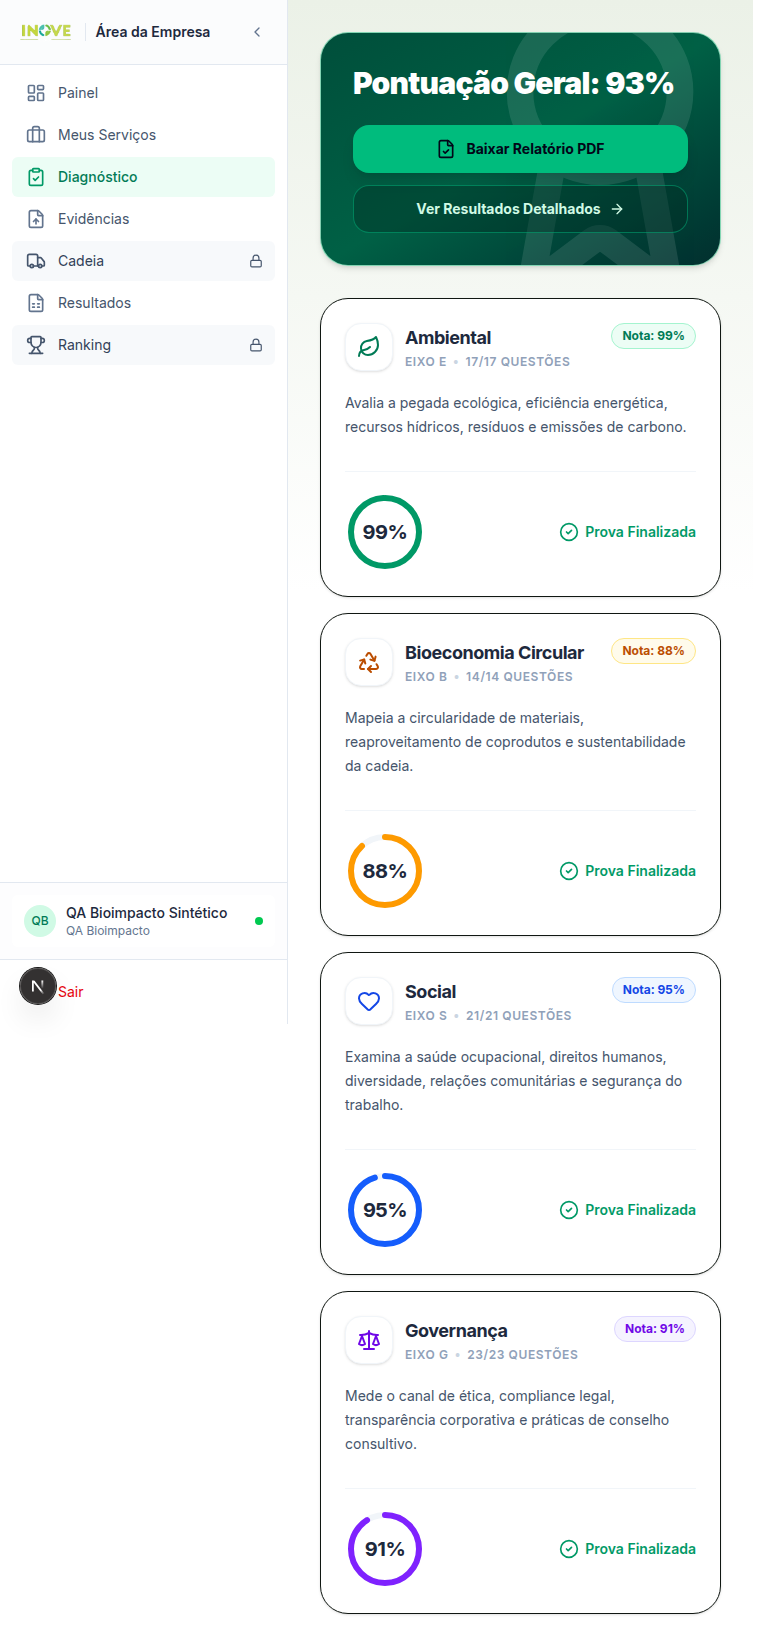 INOVE
Área da Empresa
Painel
Meus Serviços
Diagnóstico
Evidências
Cadeia
Resultados
Ranking
QB
QA Bioimpacto Sintético
QA Bioimpacto
N
Sair
Pontuação Geral: 93%
Baixar Relatório PDF
Ver Resultados Detalhados
Ambiental
Nota: 99%
EIXO E • 17/17 QUESTÕES
Avalia a pegada ecológica, eficiência energética,
recursos hídricos, resíduos e emissões de carbono.
99%
Prova Finalizada
Bioeconomia Circular
Nota: 88%
EIXO B • 14/14 QUESTÕES
Mapeia a circularidade de materiais,
reaproveitamento de coprodutos e sustentabilidade
da cadeia.
88%
Prova Finalizada
Social
Nota: 95%
EIXO S • 21/21 QUESTÕES
Examina a saúde ocupacional, direitos humanos,
diversidade, relações comunitárias e segurança do
trabalho.
95%
Prova Finalizada
Governança
Nota: 91%
EIXO G • 23/23 QUESTÕES
Mede o canal de ética, compliance legal,
transparência corporativa e práticas de conselho
consultivo.
91%
Prova Finalizada